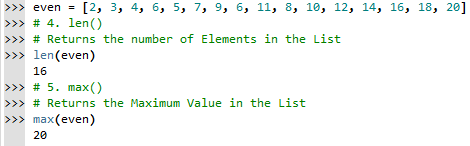 >>> even = [2, 3, 4, 6, 5, 7, 9, 6, 11, 8, 10, 12, 14, 16, 18, 20]
>>> # 4. len()
>>> # Returns the number of Elements in the List
>>> len(even)
16
>>> # 5. max()
>>> # Returns the Maximum Value in the List
>>> max(even)
20